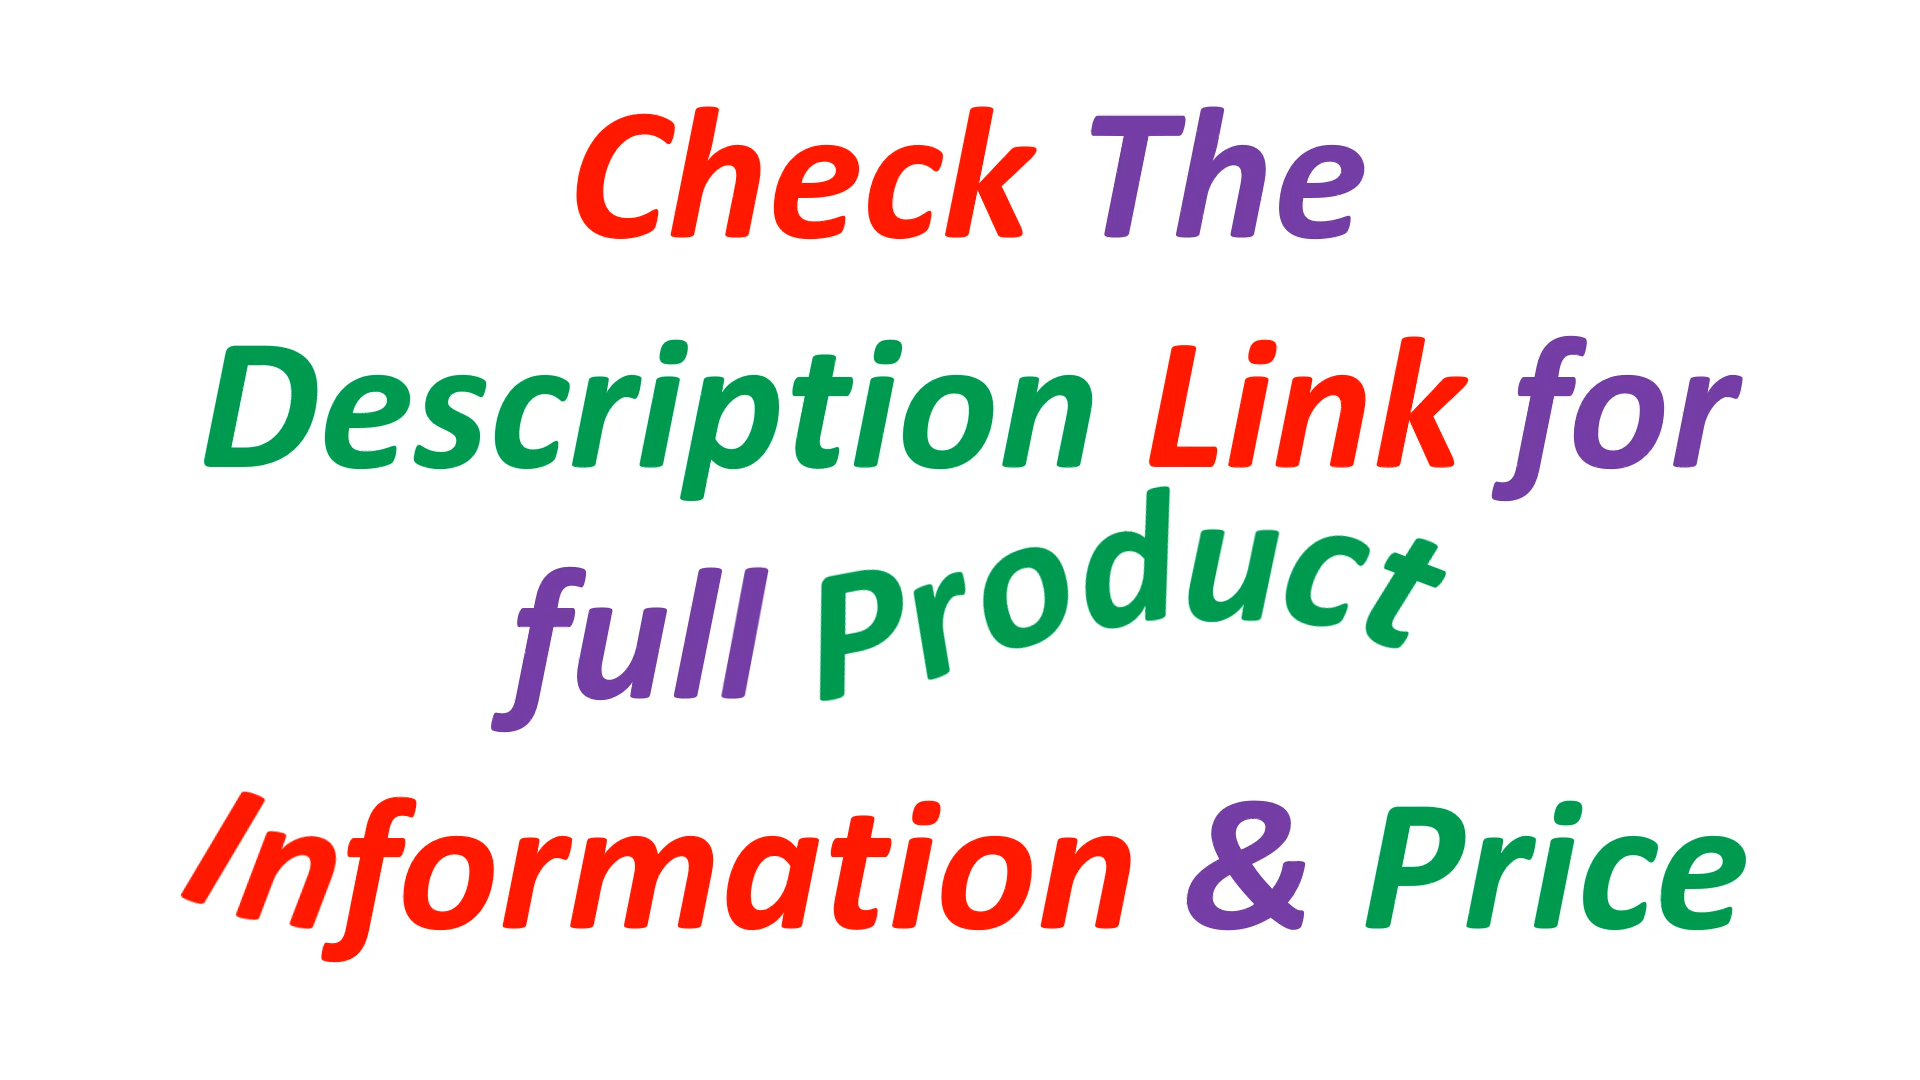 Check The
Description Link for
full Product
Information & Price